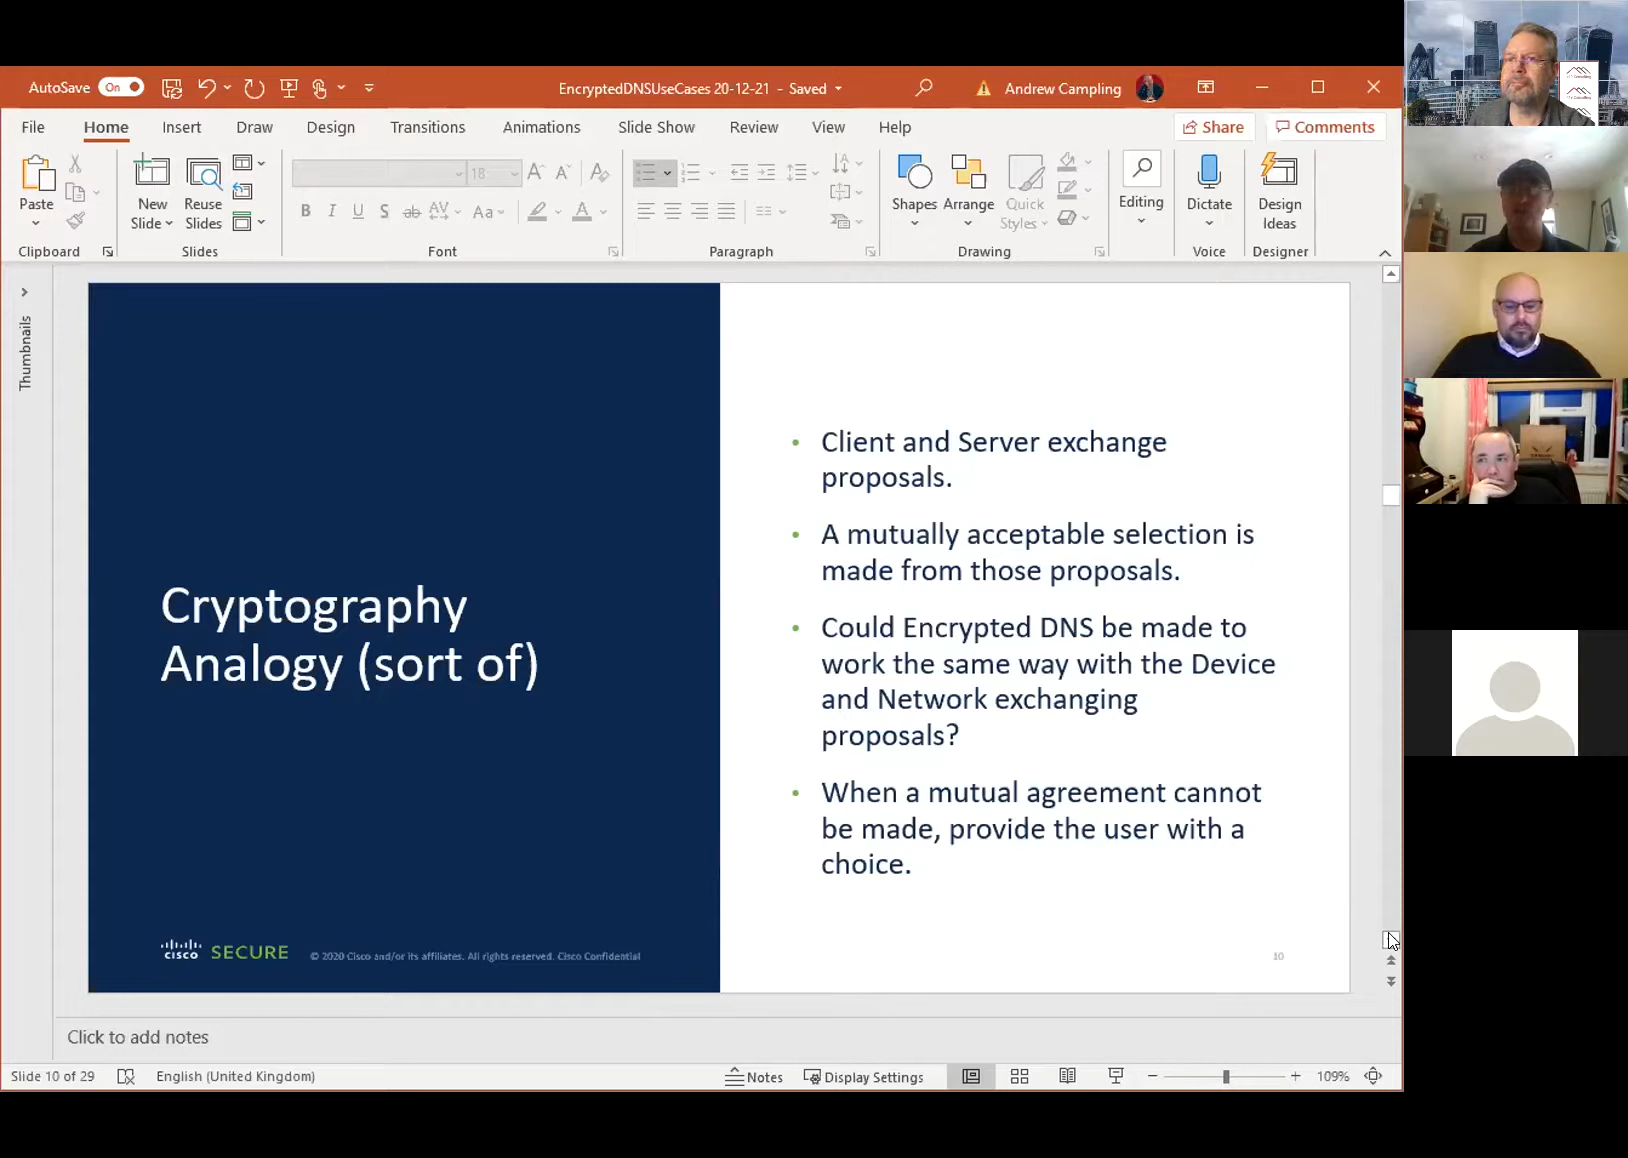 AutoSave On
EncryptedDNSUseCases 20-12-21 - Saved
Andrew Campling
File Home Insert Draw Design Transitions Animations Slide Show Review View Help
Share Comments
Paste
New Slide
Reuse Slides
18
B I U S ab AV Aa A
Shapes Arrange Quick Styles
Editing
Dictate
Design Ideas
Clipboard Slides Font Paragraph Drawing Voice Designer
Thumbnails
Cryptography
Analogy (sort of)
• Client and Server exchange
proposals.
• A mutually acceptable selection is
made from those proposals.
• Could Encrypted DNS be made to
work the same way with the Device
and Network exchanging
proposals?
• When a mutual agreement cannot
be made, provide the user with a
choice.
cisco SECURE © 2020 Cisco and/or its affiliates. All rights reserved. Cisco Confidential
10
Click to add notes
Slide 10 of 29 English (United Kingdom) Notes Display Settings 109%